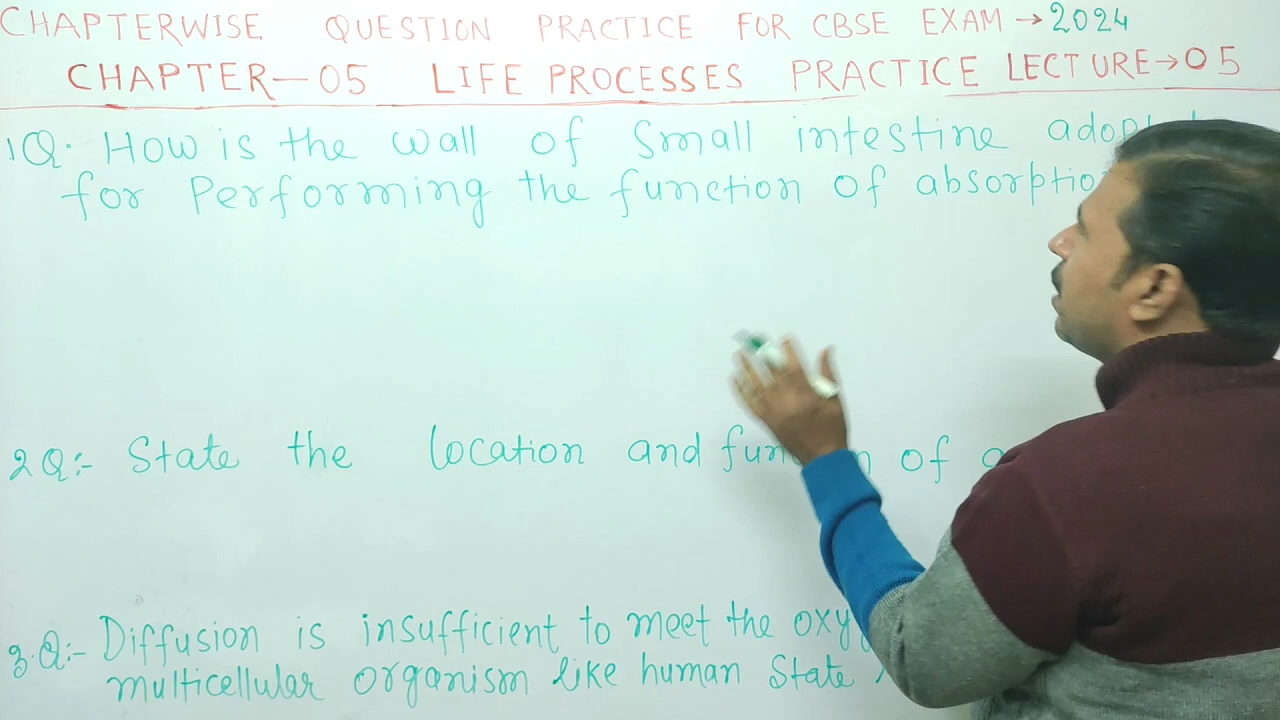 CHAPTERWISE QUESTION PRACTICE FOR CBSE EXAM → 2024
CHAPTER—05 LIFE PROCESSES PRACTICE LECTURE→05
1Q. How is the wall of Small intestine
for Performing the function of
2Q:- State the location and of
3.Q:- Diffusion is insufficient to meet the
multicellular organism like human State